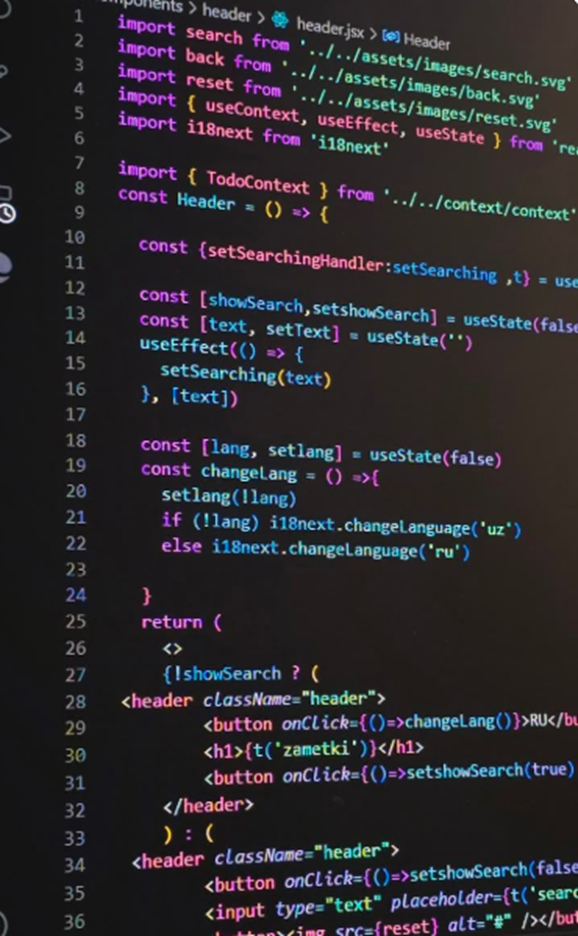 components > header > header.jsx > Header
1 import search from '../../assets/images/search.svg'
2 import back from '../../assets/images/back.svg'
3 import reset from '../../assets/images/reset.svg'
4 import { useContext, useEffect, useState } from 're
5 import i18next from 'i18next'
6
7 import { TodoContext } from '../../context/context'
8 const Header = () => {
9
10 const {setSearchingHandler:setSearching ,t} = use
11
12 const [showSearch,setshowSearch] = useState(false
13 const [text, setText] = useState('')
14 useEffect(() => {
15 setSearching(text)
16 }, [text])
17
18 const [lang, setlang] = useState(false)
19 const changeLang = () =>{
20 setlang(!lang)
21 if (!lang) i18next.changeLanguage('uz')
22 else i18next.changeLanguage('ru')
23
24 }
25 return (
26 <>
27 {!showSearch ? (
28 <header className="header">
29 <button onClick={()=>changeLang()}>RU</bu
30 <h1>{t('zametki')}</h1>
31 <button onClick={()=>setshowSearch(true)
32 </header>
33 ) : (
34 <header className="header">
35 <button onClick={()=>setshowSearch(false
36 <input type="text" placeholder={t('searc
<img src={reset} alt="#" /></but